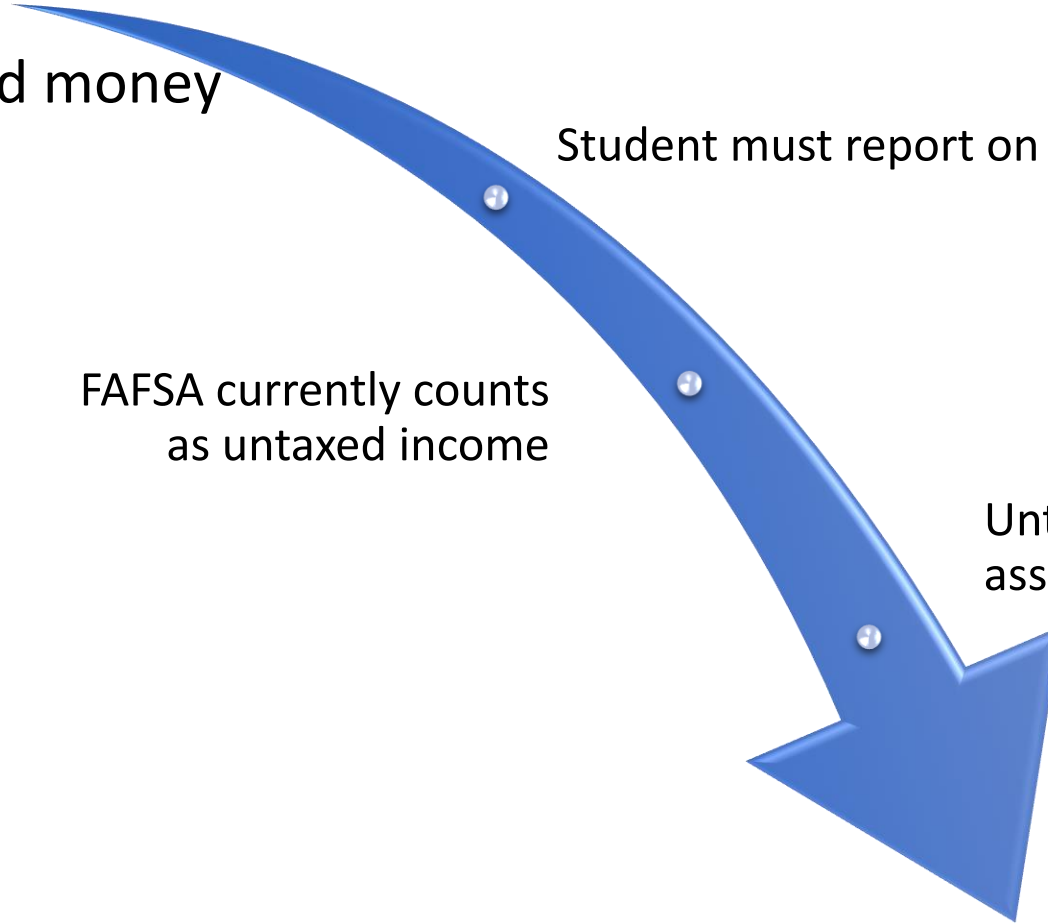 d money
Student must report on
FAFSA currently counts
as untaxed income
Unt
ass